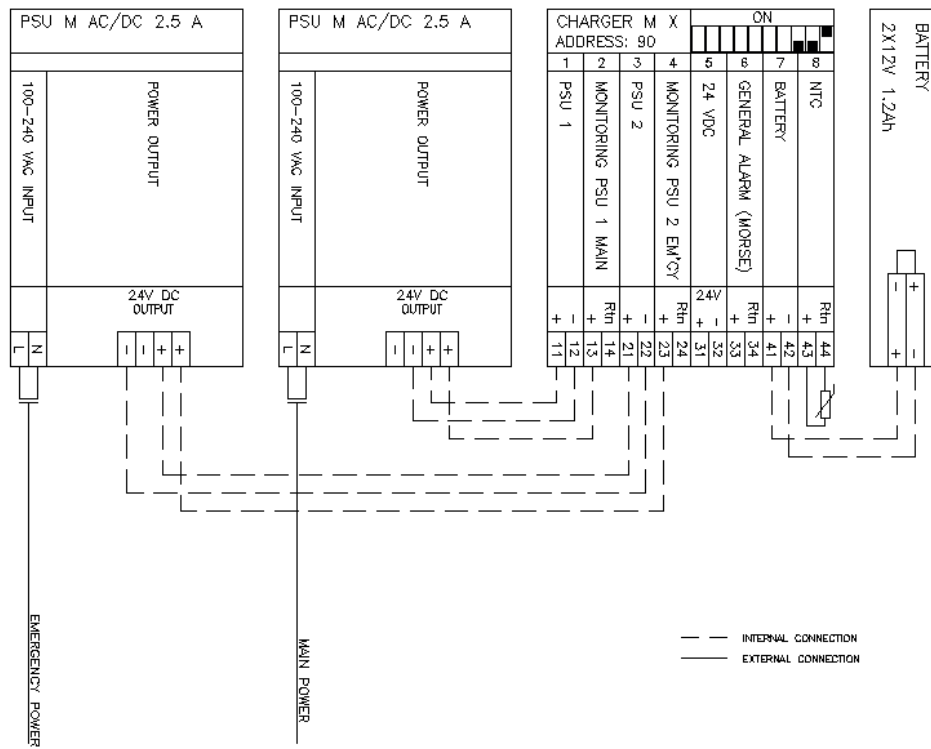 PSU M AC/DC 2.5 A
100-240 VAC INPUT
POWER OUTPUT
24V DC
OUTPUT
L N
- - + +
EMERGENCY POWER
PSU M AC/DC 2.5 A
100-240 VAC INPUT
POWER OUTPUT
24V DC
OUTPUT
L N
- - + +
MAIN POWER
CHARGER M X
ADDRESS: 90
ON
1 2 3 4 5 6 7 8
PSU 1
MONITORING PSU 1 MAIN
PSU 2
MONITORING PSU 2 EM'CY
24 VDC
GENERAL ALARM (MORSE)
BATTERY
NTC
24V
+ - + Rtn + - + Rtn + - + Rtn + - + Rtn
11 12 13 14 21 22 23 24 31 32 33 34 41 42 43 44
BATTERY
2X12V 1.2Ah
- +
+ -
INTERNAL CONNECTION
EXTERNAL CONNECTION